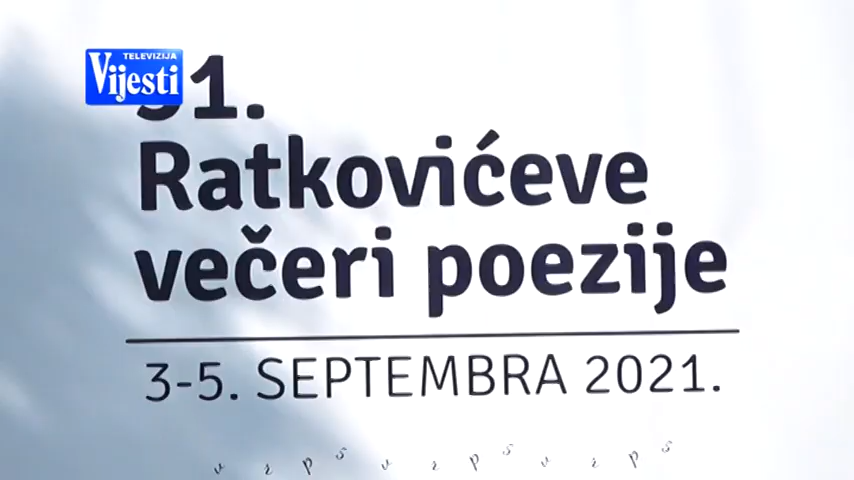 TELEVIZIJA
Vijesti
1.
Ratkovićeve
večeri poezije
3-5. SEPTEMBRA 2021.
v r p s v r p s v r p s